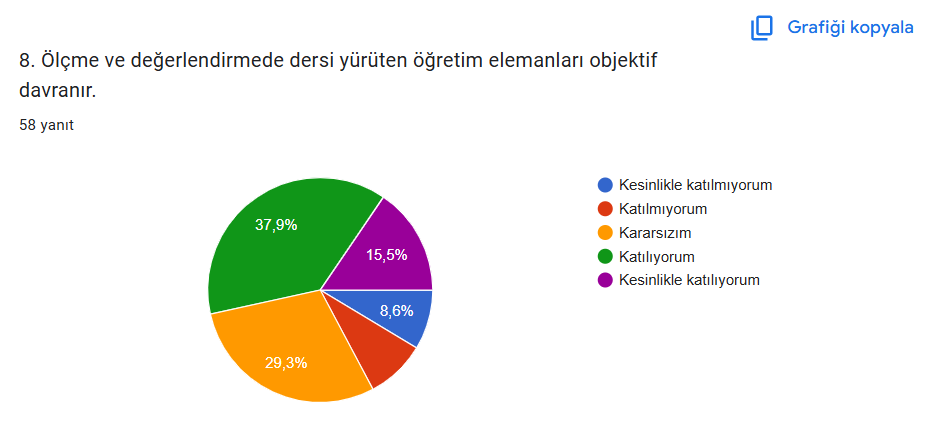 Grafiği kopyala
8. Ölçme ve değerlendirmede dersi yürüten öğretim elemanları objektif
davranır.
58 yanıt
37,9%
15,5%
8,6%
29,3%
Kesinlikle katılmıyorum
Katılmıyorum
Kararsızım
Katılıyorum
Kesinlikle katılıyorum